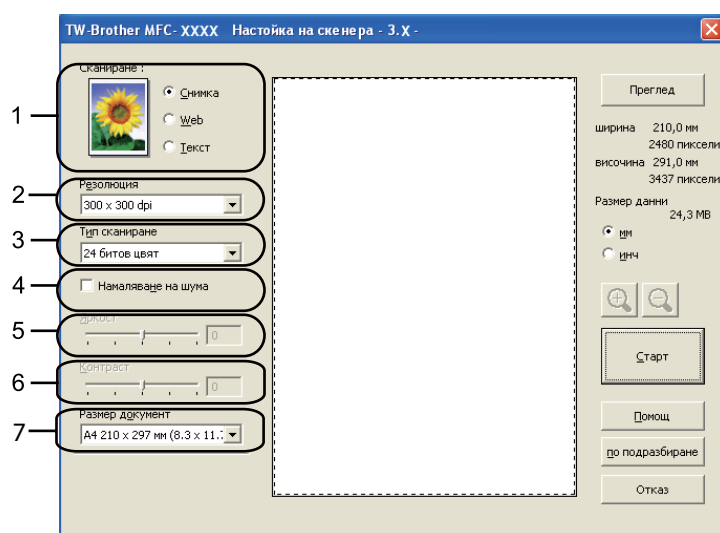 TW-Brother MFC- XXXX Настойка на скенера - 3.X -
Сканиране :
1
Снимка
Web
Текст
2
Резолюция
300 x 300 dpi
3
Тип сканиране
24 битов цвят
4
Намаляване на шума
5
Яркост
0
6
Контраст
0
7
Размер документ
A4 210 x 297 мм (8.3 x 11.7
Преглед
ширина 210,0 мм
2480 пиксели
височина 291,0 мм
3437 пиксели
Размер данни
24,3 MB
мм
инч
Старт
Помощ
по подразбиране
Отказ